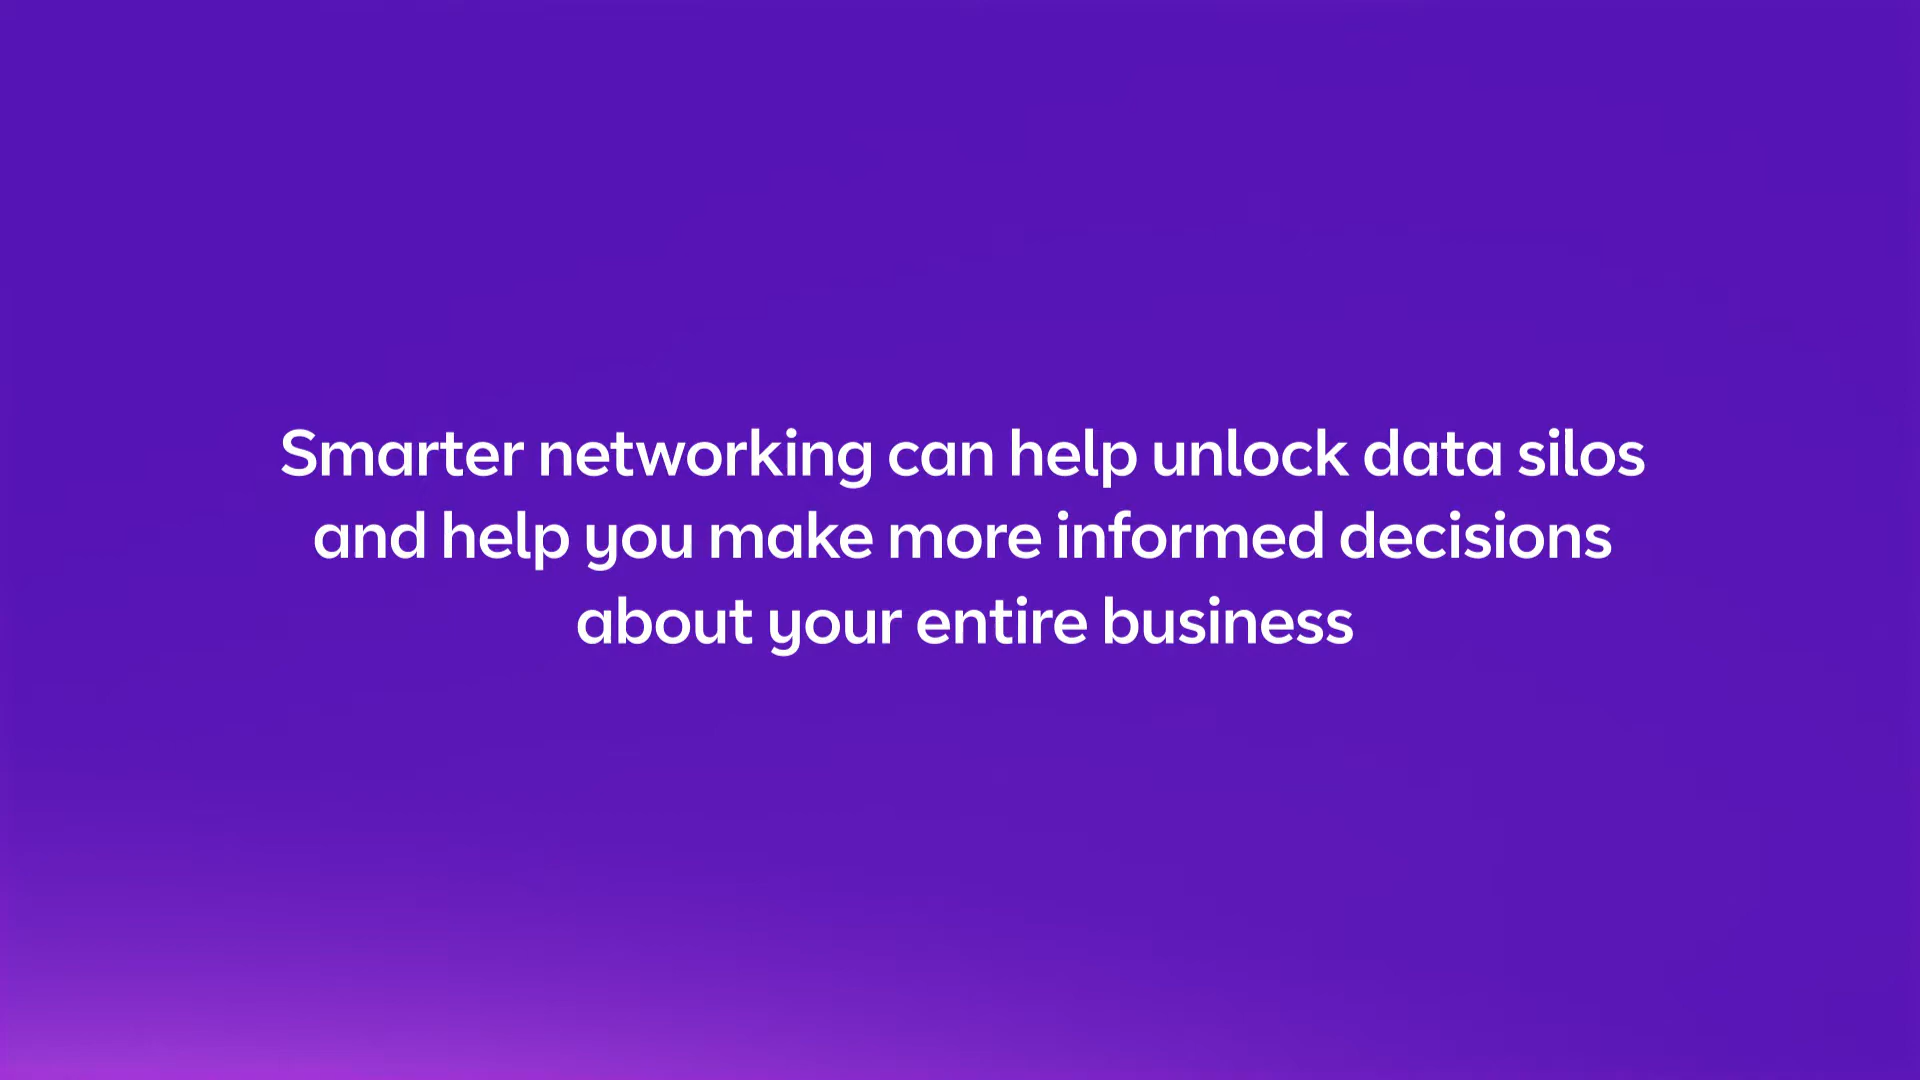 Smarter networking can help unlock data silos
and help you make more informed decisions
about your entire business